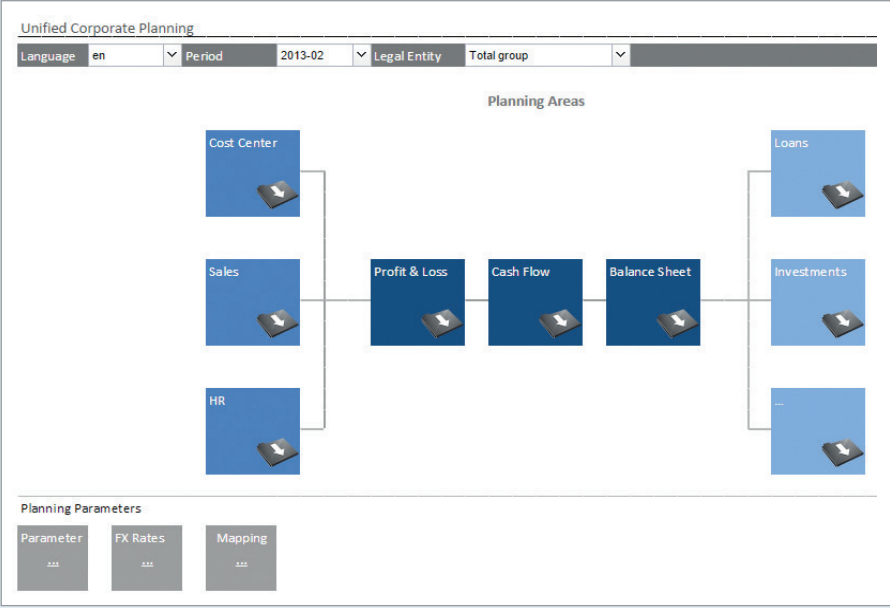 Unified Corporate Planning
Language en Period 2013-02 Legal Entity Total group
Planning Areas
Cost Center Loans
Sales Profit & Loss Cash Flow Balance Sheet Investments
HR ...
Planning Parameters
Parameter FX Rates Mapping
... ... ...